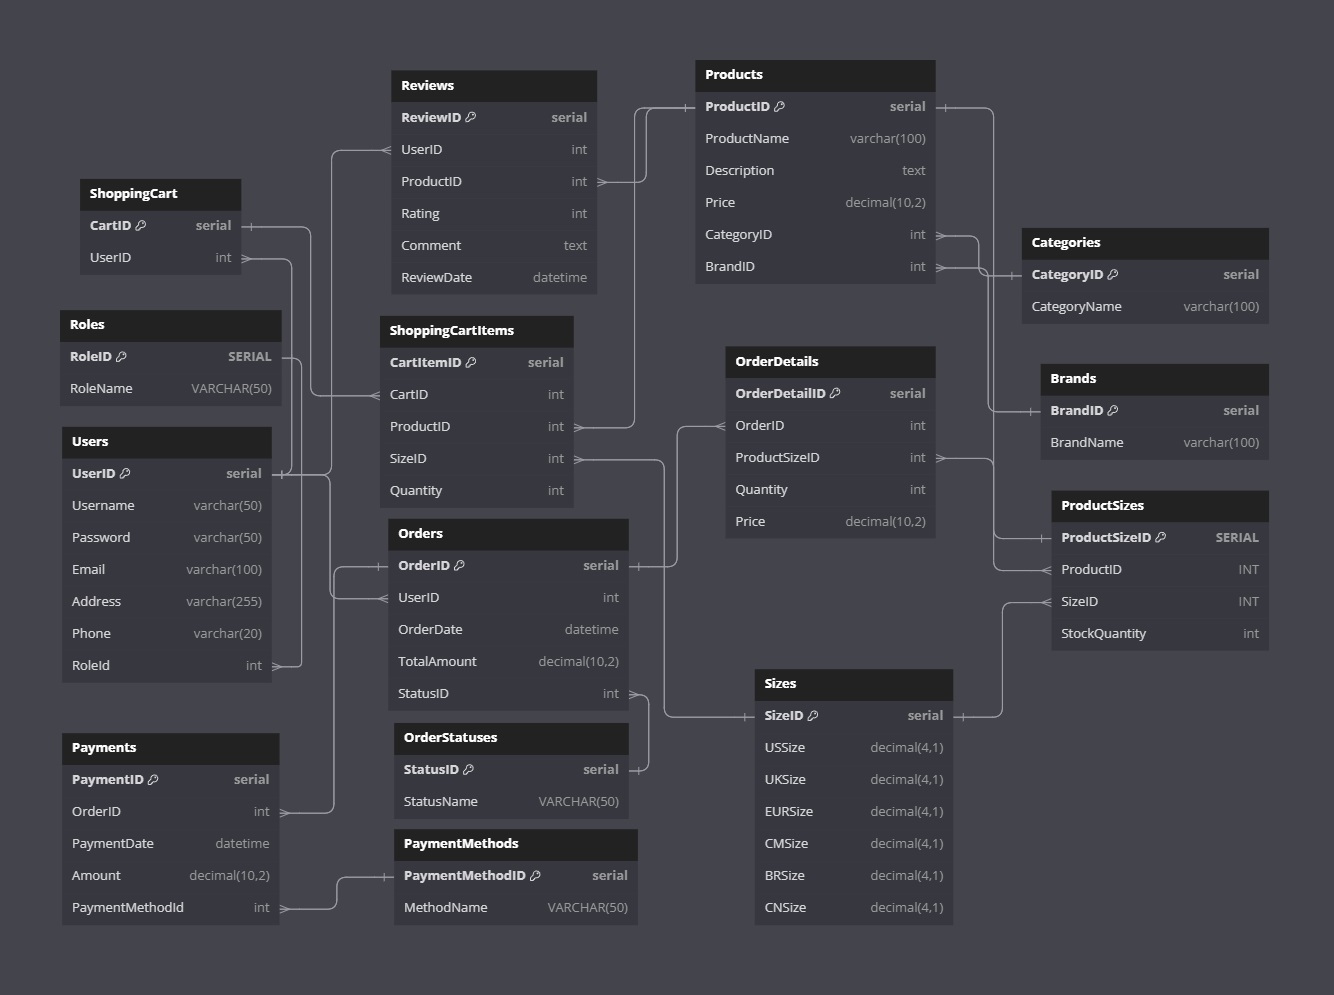 Reviews
ReviewID serial
UserID int
ProductID int
Rating int
Comment text
ReviewDate datetime
Products
ProductID serial
ProductName varchar(100)
Description text
Price decimal(10,2)
CategoryID int
BrandID int
ShoppingCart
CartID serial
UserID int
Categories
CategoryID serial
CategoryName varchar(100)
Roles
RoleID SERIAL
RoleName VARCHAR(50)
ShoppingCartItems
CartItemID serial
CartID int
ProductID int
SizeID int
Quantity int
OrderDetails
OrderDetailID serial
OrderID int
ProductSizeID int
Quantity int
Price decimal(10,2)
Brands
BrandID serial
BrandName varchar(100)
Users
UserID serial
Username varchar(50)
Password varchar(50)
Email varchar(100)
Address varchar(255)
Phone varchar(20)
RoleId int
Orders
OrderID serial
UserID int
OrderDate datetime
TotalAmount decimal(10,2)
StatusID int
ProductSizes
ProductSizeID SERIAL
ProductID INT
SizeID INT
StockQuantity int
Sizes
SizeID serial
USSize decimal(4,1)
UKSize decimal(4,1)
EURSize decimal(4,1)
CMSize decimal(4,1)
BRSize decimal(4,1)
CNSize decimal(4,1)
Payments
PaymentID serial
OrderID int
PaymentDate datetime
Amount decimal(10,2)
PaymentMethodId int
OrderStatuses
StatusID serial
StatusName VARCHAR(50)
PaymentMethods
PaymentMethodID serial
MethodName VARCHAR(50)